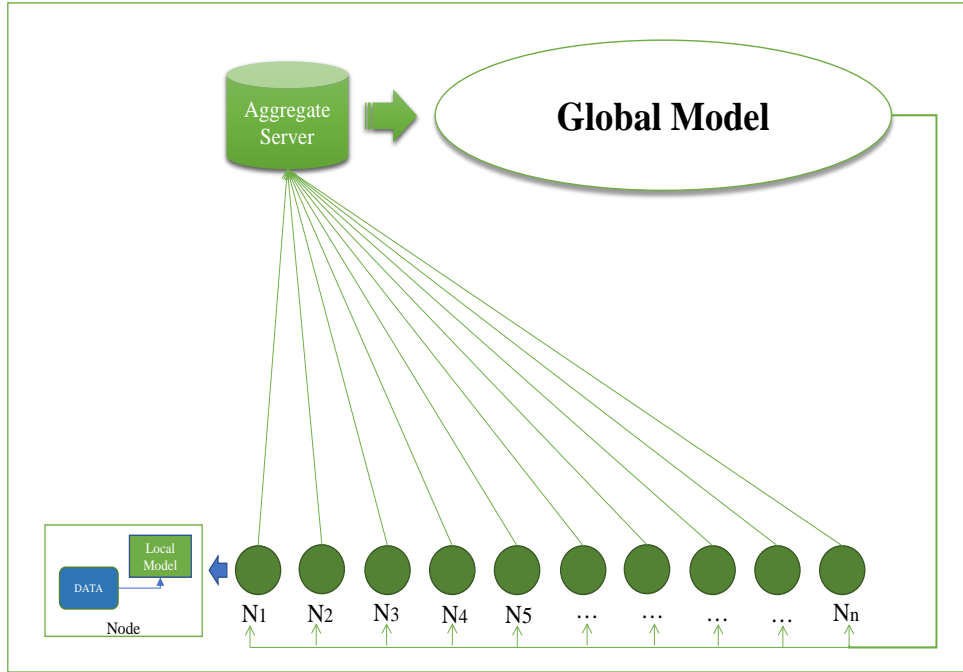 Aggregate
Server
Global Model
Local
Model
DATA
Node
N1 N2 N3 N4 N5 ... ... ... ... Nn